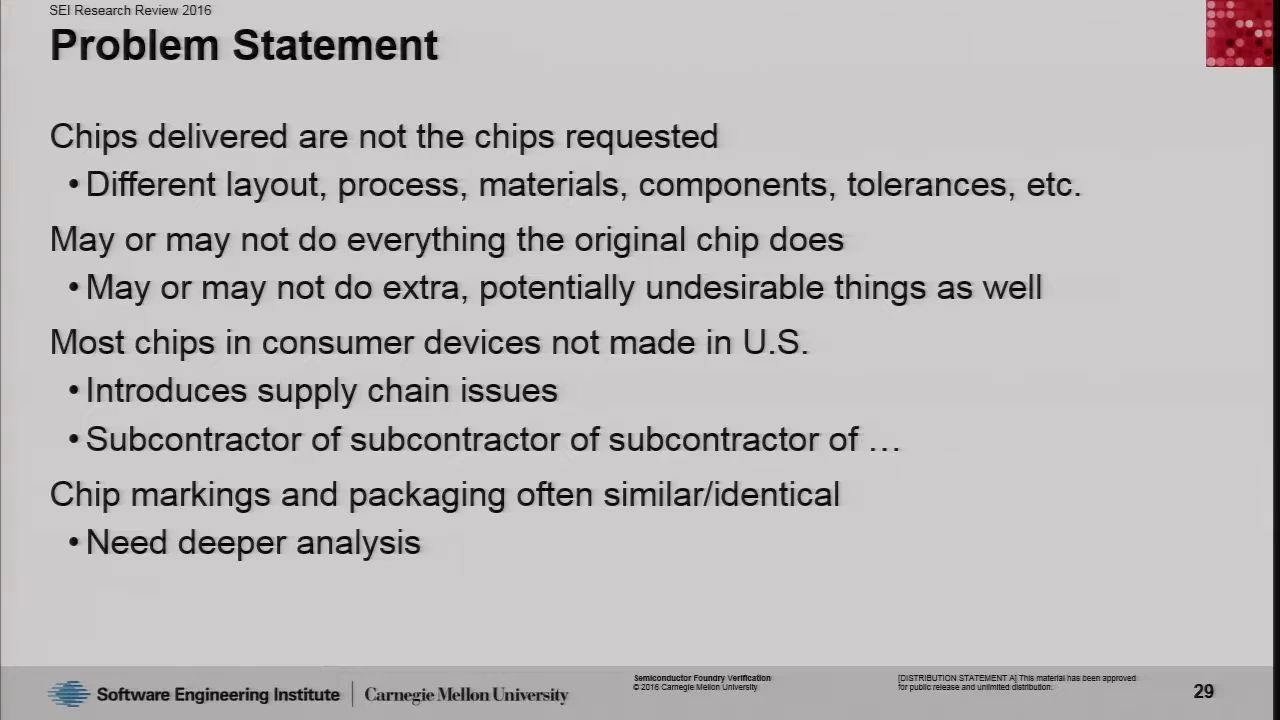 SEI Research Review 2016
Problem Statement
Chips delivered are not the chips requested
• Different layout, process, materials, components, tolerances, etc.
May or may not do everything the original chip does
• May or may not do extra, potentially undesirable things as well
Most chips in consumer devices not made in U.S.
• Introduces supply chain issues
• Subcontractor of subcontractor of subcontractor of …
Chip markings and packaging often similar/identical
• Need deeper analysis
Software Engineering Institute | Carnegie Mellon University
Semiconductor Foundry Verification
© 2016 Carnegie Mellon University
[DISTRIBUTION STATEMENT A] This material has been approved
for public release and unlimited distribution.
29